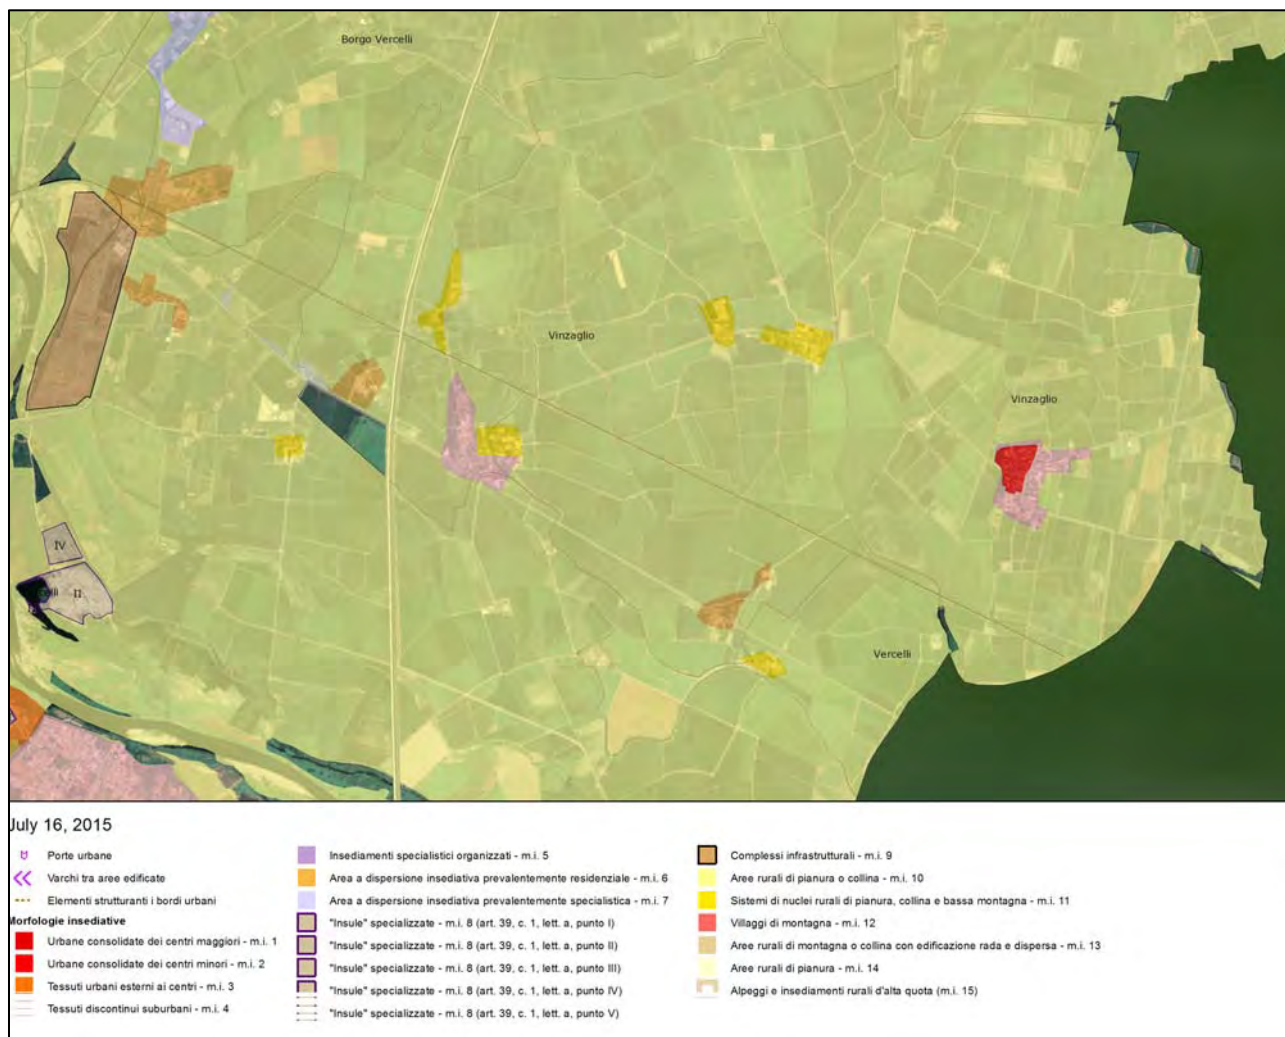 Borgo Vercelli
Vinzaglio
Vinzaglio
IV
II
Vercelli
July 16, 2015
Porte urbane
Varchi tra aree edificate
Elementi strutturanti i bordi urbani
Morfologie insediative
Urbane consolidate dei centri maggiori - m.i. 1
Urbane consolidate dei centri minori - m.i. 2
Tessuti urbani esterni ai centri - m.i. 3
Tessuti discontinui suburbani - m.i. 4
Insediamenti specialistici organizzati - m.i. 5
Area a dispersione insediativa prevalentemente residenziale - m.i. 6
Area a dispersione insediativa prevalentemente specialistica - m.i. 7
"Insule" specializzate - m.i. 8 (art. 39, c. 1, lett. a, punto I)
"Insule" specializzate - m.i. 8 (art. 39, c. 1, lett. a, punto II)
"Insule" specializzate - m.i. 8 (art. 39, c. 1, lett. a, punto III)
"Insule" specializzate - m.i. 8 (art. 39, c. 1, lett. a, punto IV)
"Insule" specializzate - m.i. 8 (art. 39, c. 1, lett. a, punto V)
Complessi infrastrutturali - m.i. 9
Aree rurali di pianura o collina - m.i. 10
Sistemi di nuclei rurali di pianura, collina e bassa montagna - m.i. 11
Villaggi di montagna - m.i. 12
Aree rurali di montagna o collina con edificazione rada e dispersa - m.i. 13
Aree rurali di pianura - m.i. 14
Alpeggi e insediamenti rurali d'alta quota (m.i. 15)